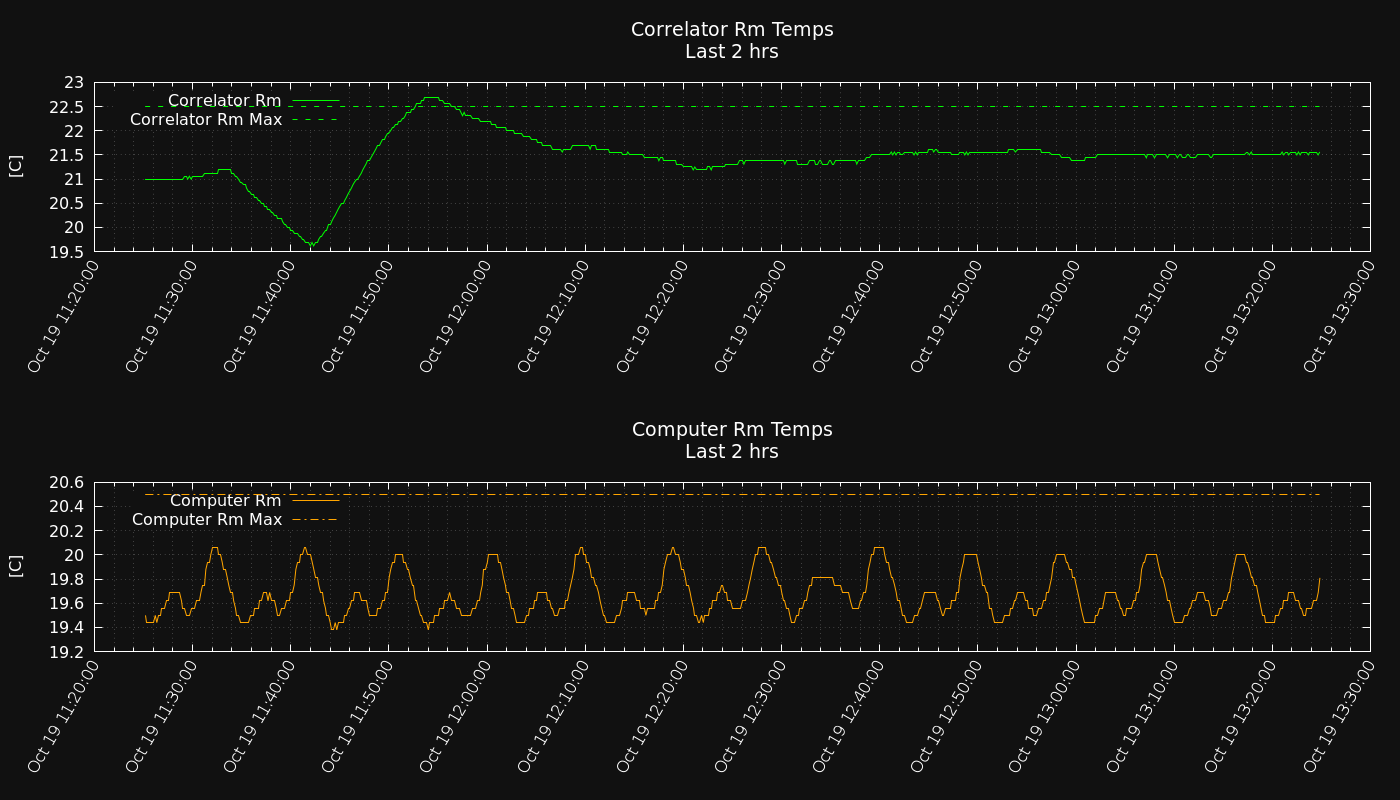 Correlator Rm Temps
Last 2 hrs
23
22.5
22
21.5
21
20.5
20
19.5
[C]
Correlator Rm
Correlator Rm Max
Oct 19 11:20:00
Oct 19 11:30:00
Oct 19 11:40:00
Oct 19 11:50:00
Oct 19 12:00:00
Oct 19 12:10:00
Oct 19 12:20:00
Oct 19 12:30:00
Oct 19 12:40:00
Oct 19 12:50:00
Oct 19 13:00:00
Oct 19 13:10:00
Oct 19 13:20:00
Oct 19 13:30:00
Computer Rm Temps
Last 2 hrs
20.6
20.4
20.2
20
19.8
19.6
19.4
19.2
[C]
Computer Rm
Computer Rm Max
Oct 19 11:20:00
Oct 19 11:30:00
Oct 19 11:40:00
Oct 19 11:50:00
Oct 19 12:00:00
Oct 19 12:10:00
Oct 19 12:20:00
Oct 19 12:30:00
Oct 19 12:40:00
Oct 19 12:50:00
Oct 19 13:00:00
Oct 19 13:10:00
Oct 19 13:20:00
Oct 19 13:30:00